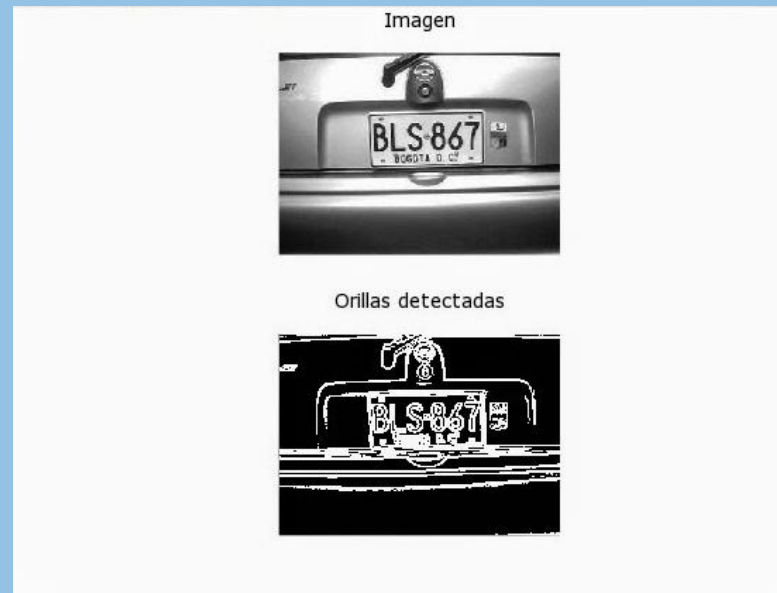 Imagen
BLS-867
BOGOTA D.C.
Orillas detectadas
BLS-867